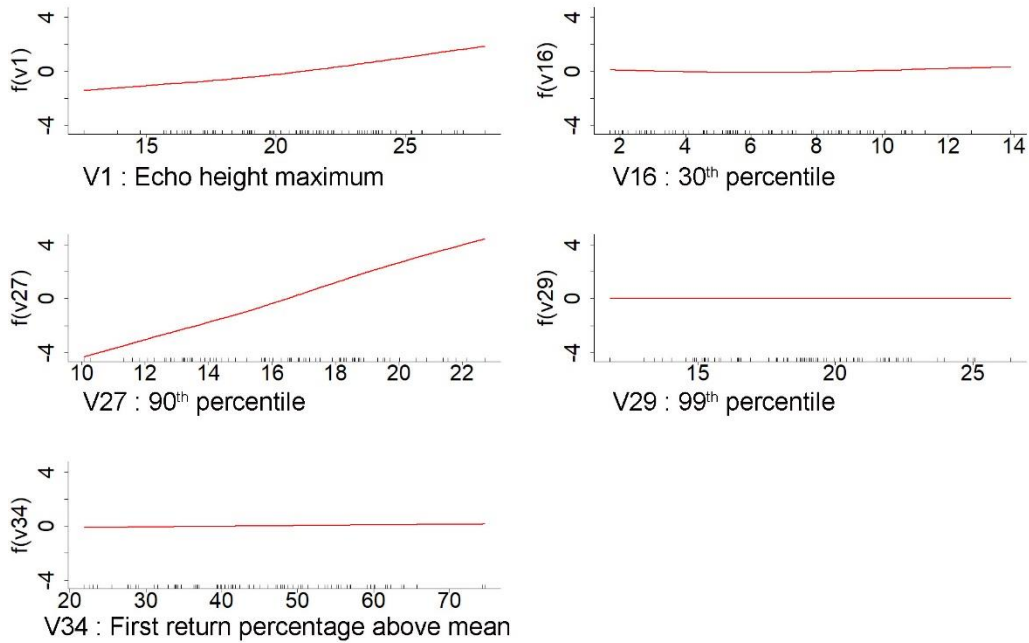 f(v1)
4
0
-4
15 20 25
V1 : Echo height maximum
f(v16)
4
0
-4
2 4 6 8 10 12 14
V16 : 30th percentile
f(v27)
4
0
-4
10 12 14 16 18 20 22
V27 : 90th percentile
f(v29)
4
0
-4
15 20 25
V29 : 99th percentile
f(v34)
4
0
-4
20 30 40 50 60 70
V34 : First return percentage above mean